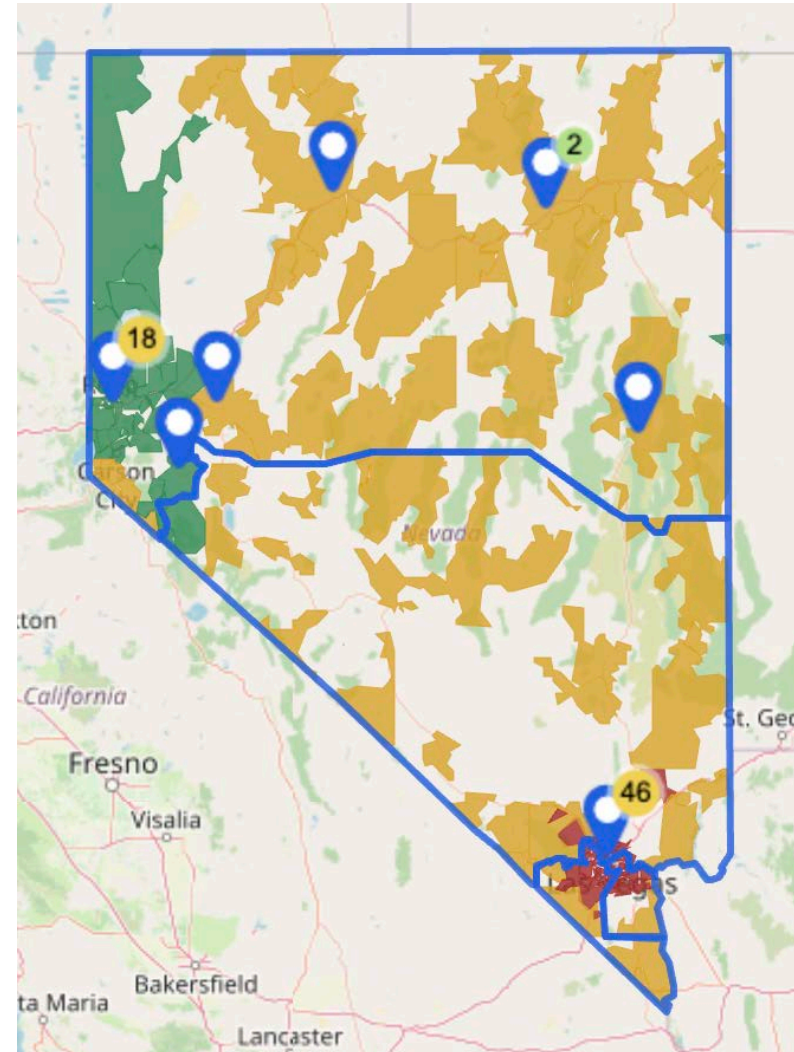 2
18
Carson
City
Nevada
ton
California
St. Geo
Fresno
46
Visalia
Bakersfield
ta Maria
Lancaster